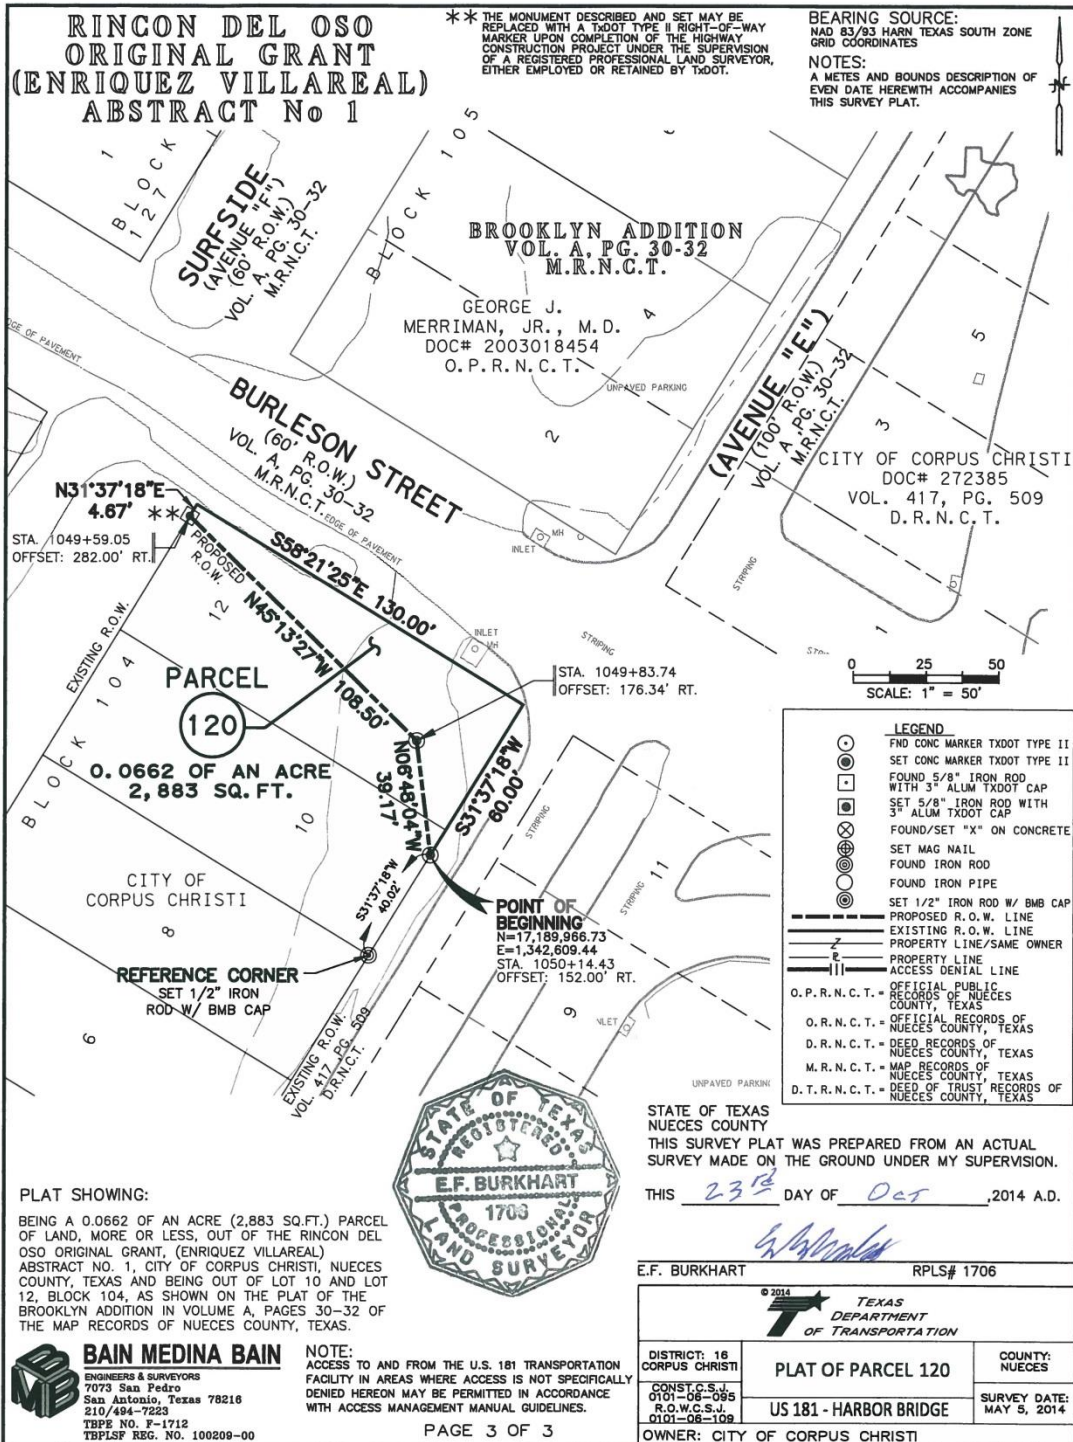 RINCON DEL OSO
ORIGINAL GRANT
(ENRIQUEZ VILLAREAL)
ABSTRACT No 1
** THE MONUMENT DESCRIBED AND SET MAY BE
REPLACED WITH A TxDOT TYPE II RIGHT-OF-WAY
MARKER UPON COMPLETION OF THE HIGHWAY
CONSTRUCTION PROJECT UNDER THE SUPERVISION
OF A REGISTERED PROFESSIONAL LAND SURVEYOR,
EITHER EMPLOYED OR RETAINED BY TxDOT.
BEARING SOURCE:
NAD 83/93 HARN TEXAS SOUTH ZONE
GRID COORDINATES
NOTES:
A METES AND BOUNDS DESCRIPTION OF
EVEN DATE HEREWITH ACCOMPANIES
THIS SURVEY PLAT.
N
1
BLOCK
127
SURFSIDE
(AVENUE "F")
(60' R.O.W.)
VOL. A, PG. 30-32
M.R.N.C.T.
BLOCK 105
6
BROOKLYN ADDITION
VOL. A, PG. 30-32
M.R.N.C.T.
GEORGE J.
MERRIMAN, JR., M.D.
DOC# 2003018454
O.P.R.N.C.T.
4
UNPAVED PARKING
2
(AVENUE "E")
(100' R.O.W.)
VOL. A, PG. 30-32
M.R.N.C.T.
5
3
CITY OF CORPUS CHRISTI
DOC# 272385
VOL. 417, PG. 509
D.R.N.C.T.
1
EDGE OF PAVEMENT
BURLESON STREET
(60' R.O.W.)
VOL. A, PG. 30-32
M.R.N.C.T.
EDGE OF PAVEMENT
INLET
MH
STRIPING
STRIPING
N31°37'18"E
4.67' **
STA. 1049+59.05
OFFSET: 282.00' RT.
PROPOSED
R.O.W.
S58°21'25"E 130.00'
N45°13'27"W 108.50'
12
EXISTING R.O.W.
INLET
MH
STA. 1049+83.74
OFFSET: 176.34' RT.
0 25 50
SCALE: 1" = 50'
PARCEL
120
0.0662 OF AN ACRE
2,883 SQ.FT.
BLOCK 104
N06°48'04"W
39.17'
S31°37'18"W
60.00'
10
CITY OF
CORPUS CHRISTI
8
S31°37'18"W
40.02'
POINT OF
BEGINNING
N=17,189,966.73
E=1,342,609.44
STA. 1050+14.43
OFFSET: 152.00' RT.
STRIPING
STRIPING
11
REFERENCE CORNER
SET 1/2" IRON
ROD W/ BMB CAP
6
EXISTING R.O.W.
VOL. 417, PG. 509
D.R.N.C.T.
9
UNPAVED PARKING
LEGEND
FND CONC MARKER TXDOT TYPE II
SET CONC MARKER TXDOT TYPE II
FOUND 5/8" IRON ROD
WITH 3" ALUM TXDOT CAP
SET 5/8" IRON ROD WITH
3" ALUM TXDOT CAP
FOUND/SET "X" ON CONCRETE
SET MAG NAIL
FOUND IRON ROD
FOUND IRON PIPE
SET 1/2" IRON ROD W/ BMB CAP
PROPOSED R.O.W. LINE
EXISTING R.O.W. LINE
PROPERTY LINE/SAME OWNER
PROPERTY LINE
ACCESS DENIAL LINE
O.P.R.N.C.T. = OFFICIAL PUBLIC
RECORDS OF NUECES
COUNTY, TEXAS
O.R.N.C.T. = OFFICIAL RECORDS OF
NUECES COUNTY, TEXAS
D.R.N.C.T. = DEED RECORDS OF
NUECES COUNTY, TEXAS
M.R.N.C.T. = MAP RECORDS OF
NUECES COUNTY, TEXAS
D.T.R.N.C.T. = DEED OF TRUST RECORDS OF
NUECES COUNTY, TEXAS
STATE OF TEXAS
REGISTERED
E.F. BURKHART
1706
PROFESSIONAL
LAND SURVEYOR
STATE OF TEXAS
NUECES COUNTY
THIS SURVEY PLAT WAS PREPARED FROM AN ACTUAL
SURVEY MADE ON THE GROUND UNDER MY SUPERVISION.
THIS 23rd DAY OF Oct ,2014 A.D.
E.F. BURKHART RPLS# 1706
PLAT SHOWING:
BEING A 0.0662 OF AN ACRE (2,883 SQ.FT.) PARCEL
OF LAND, MORE OR LESS, OUT OF THE RINCON DEL
OSO ORIGINAL GRANT, (ENRIQUEZ VILLAREAL)
ABSTRACT NO. 1, CITY OF CORPUS CHRISTI, NUECES
COUNTY, TEXAS AND BEING OUT OF LOT 10 AND LOT
12, BLOCK 104, AS SHOWN ON THE PLAT OF THE
BROOKLYN ADDITION IN VOLUME A, PAGES 30-32 OF
THE MAP RECORDS OF NUECES COUNTY, TEXAS.
BMB
BAIN MEDINA BAIN
ENGINEERS & SURVEYORS
7073 San Pedro
San Antonio, Texas 78216
210/494-7223
TBPE NO. F-1712
TBPLSF REG. NO. 100209-00
NOTE:
ACCESS TO AND FROM THE U.S. 181 TRANSPORTATION
FACILITY IN AREAS WHERE ACCESS IS NOT SPECIFICALLY
DENIED HEREON MAY BE PERMITTED IN ACCORDANCE
WITH ACCESS MANAGEMENT MANUAL GUIDELINES.
PAGE 3 OF 3
© 2014
TEXAS
DEPARTMENT
OF TRANSPORTATION
DISTRICT: 16
CORPUS CHRISTI
PLAT OF PARCEL 120
COUNTY:
NUECES
CONST.C.S.J.
0101-06-095
R.O.W.C.S.J.
0101-06-109
US 181 - HARBOR BRIDGE
SURVEY DATE:
MAY 5, 2014
OWNER: CITY OF CORPUS CHRISTI